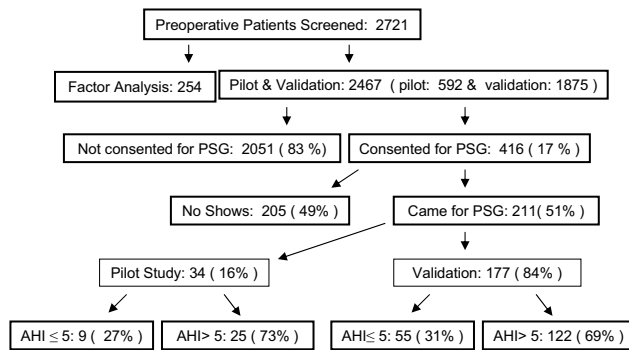 Preoperative Patients Screened: 2721
Factor Analysis: 254
Pilot & Validation: 2467 ( pilot: 592 & validation: 1875)
Not consented for PSG: 2051 ( 83 %)
Consented for PSG: 416 ( 17 %)
No Shows: 205 ( 49%)
Came for PSG: 211( 51%)
Pilot Study: 34 ( 16%)
Validation: 177 ( 84%)
AHI ≤ 5: 9 ( 27%)
AHI> 5: 25 ( 73%)
AHI≤ 5: 55 ( 31%)
AHI> 5: 122 ( 69%)